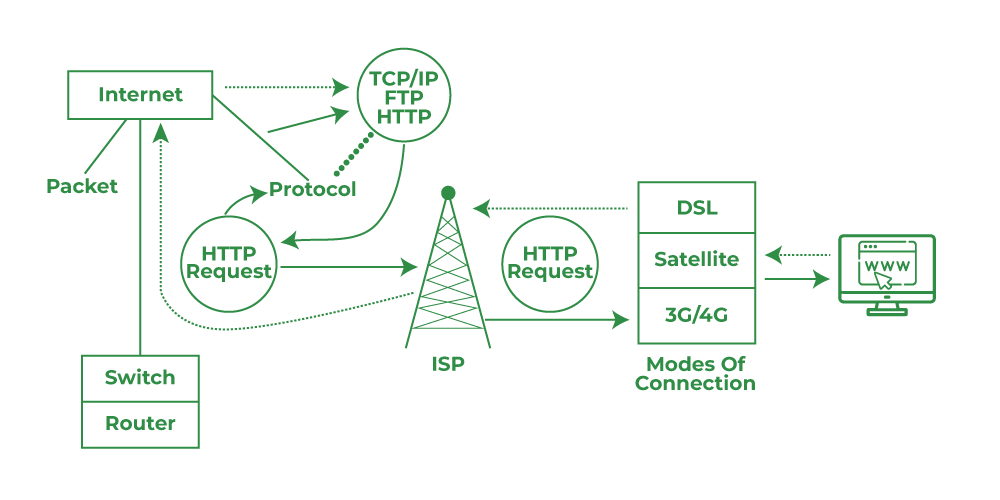 TCP/IP
FTP
HTTP
Internet
Packet
Protocol
HTTP
Request
HTTP
Request
DSL
Satellite
3G/4G
WWW
ISP
Modes Of
Connection
Switch
Router